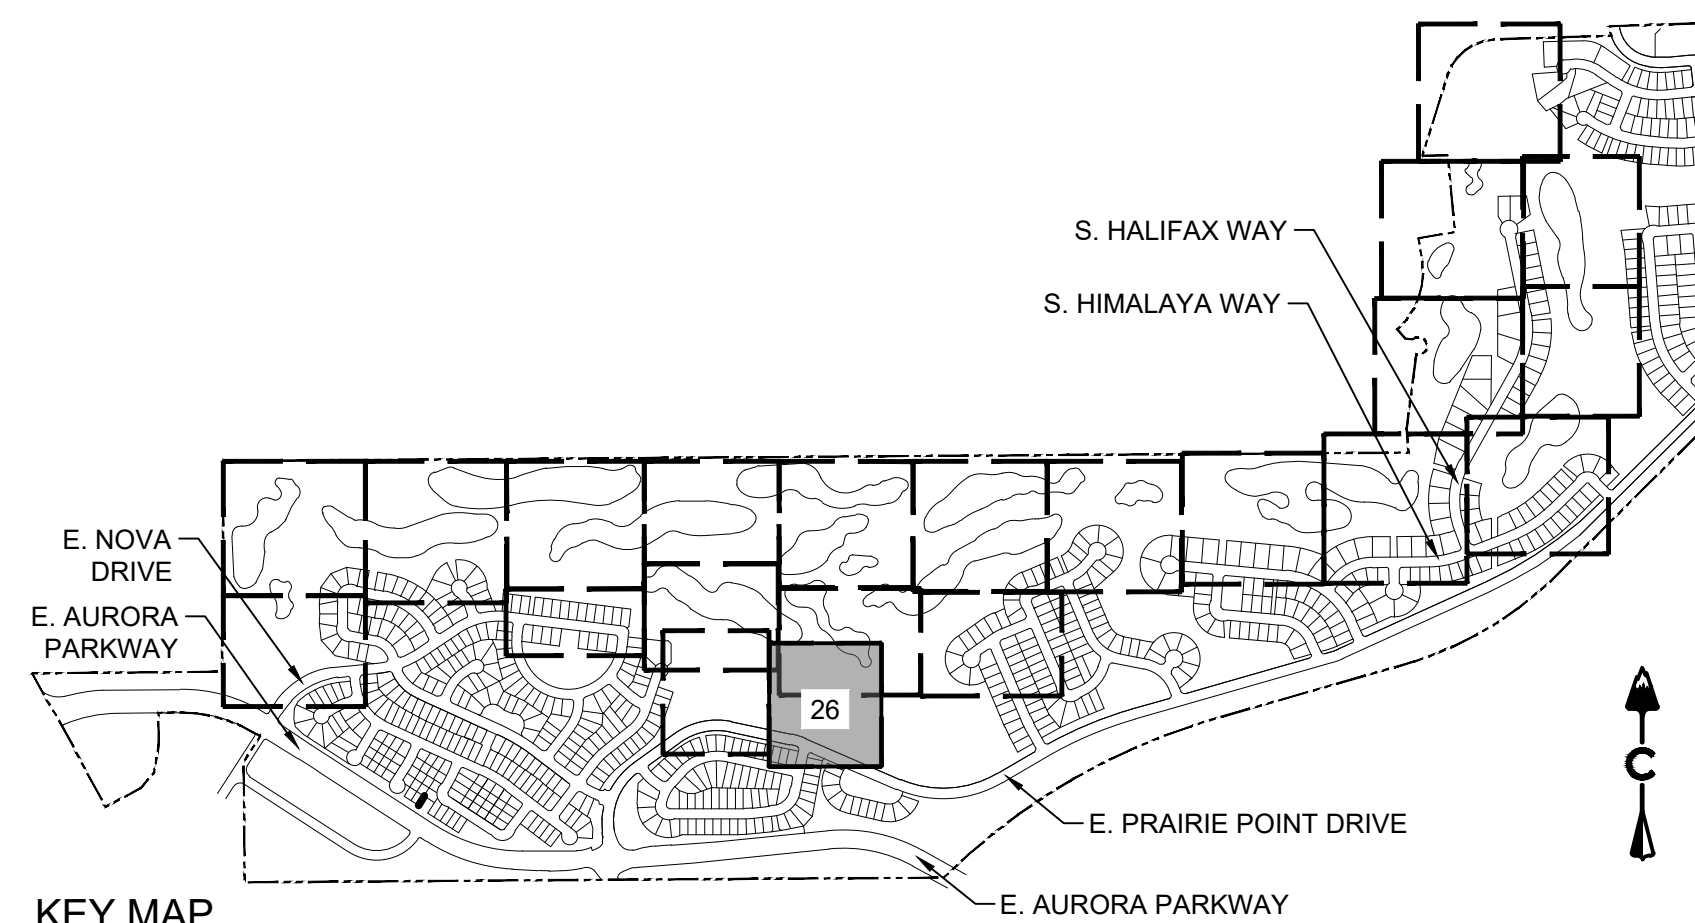 S. HALIFAX WAY
S. HIMALAYA WAY
E. NOVA
DRIVE
E. AURORA
PARKWAY
26
E. PRAIRIE POINT DRIVE
E. AURORA PARKWAY
KEY MAP
C